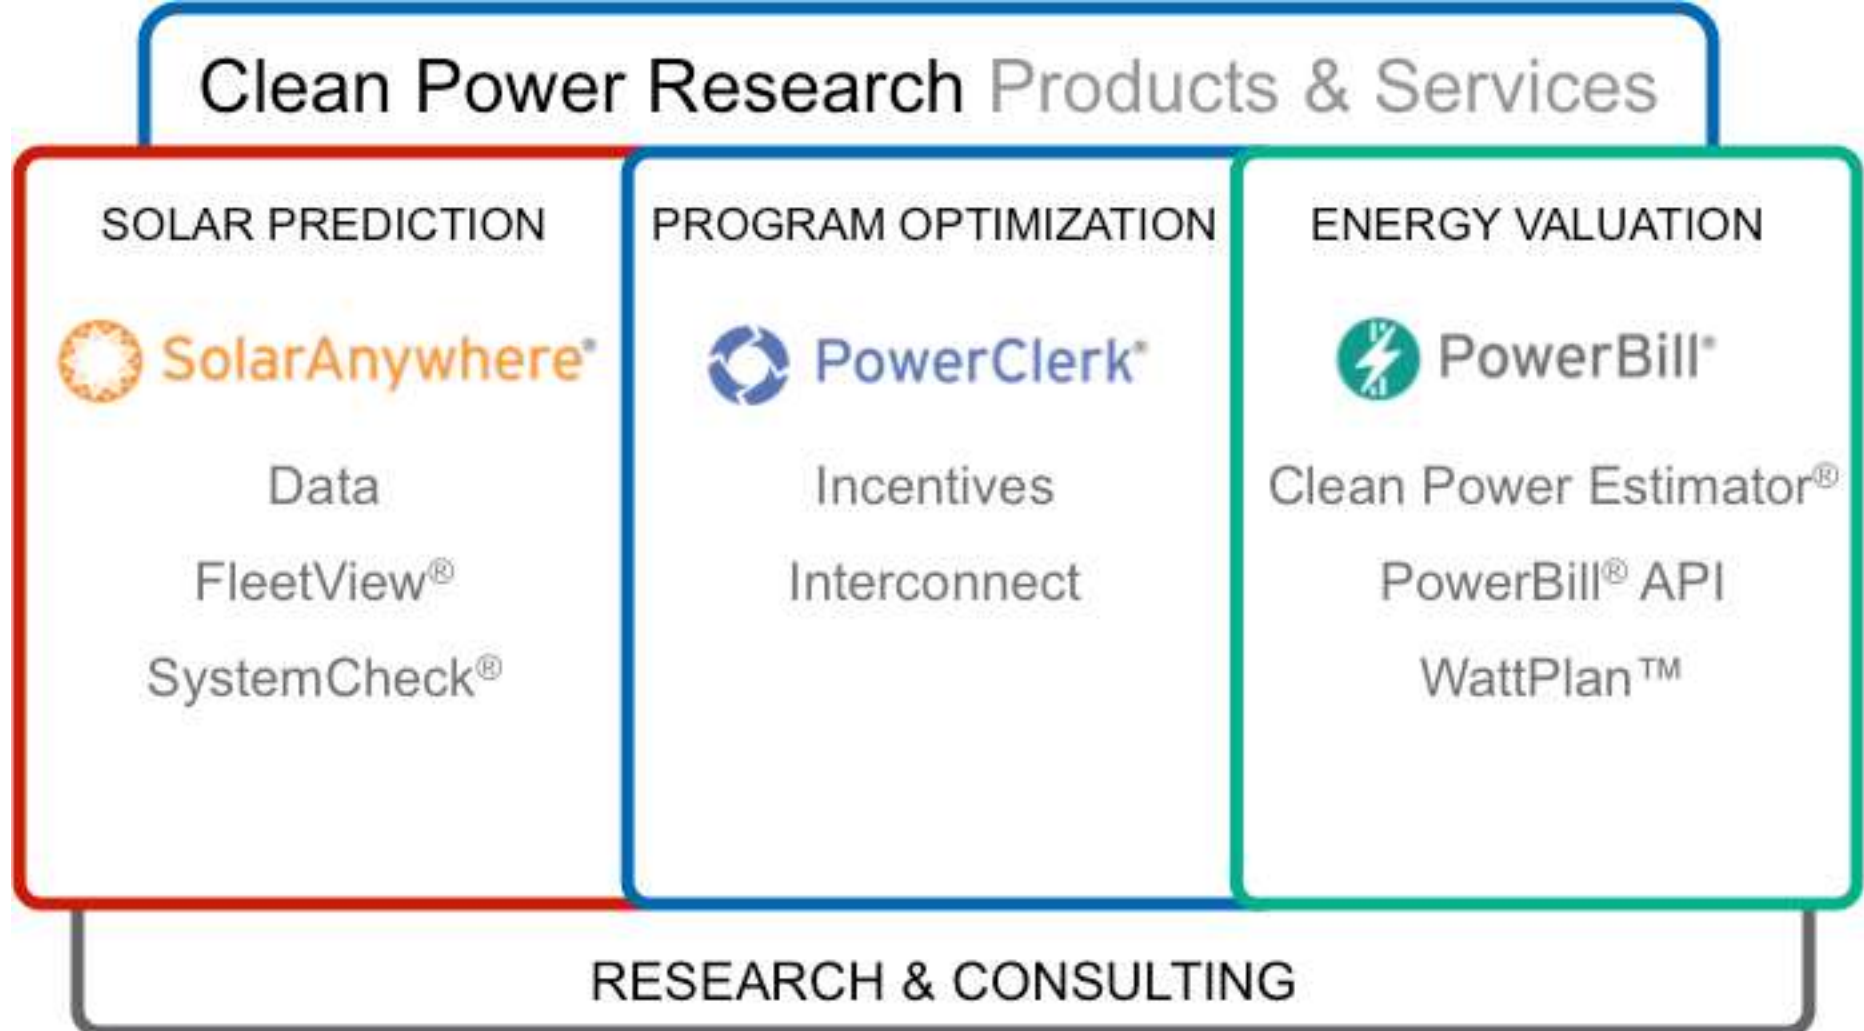 Clean Power Research Products & Services
SOLAR PREDICTION
SolarAnywhere®
Data
FleetView®
SystemCheck®
PROGRAM OPTIMIZATION
PowerClerk®
Incentives
Interconnect
ENERGY VALUATION
PowerBill®
Clean Power Estimator®
PowerBill® API
WattPlan™
RESEARCH & CONSULTING